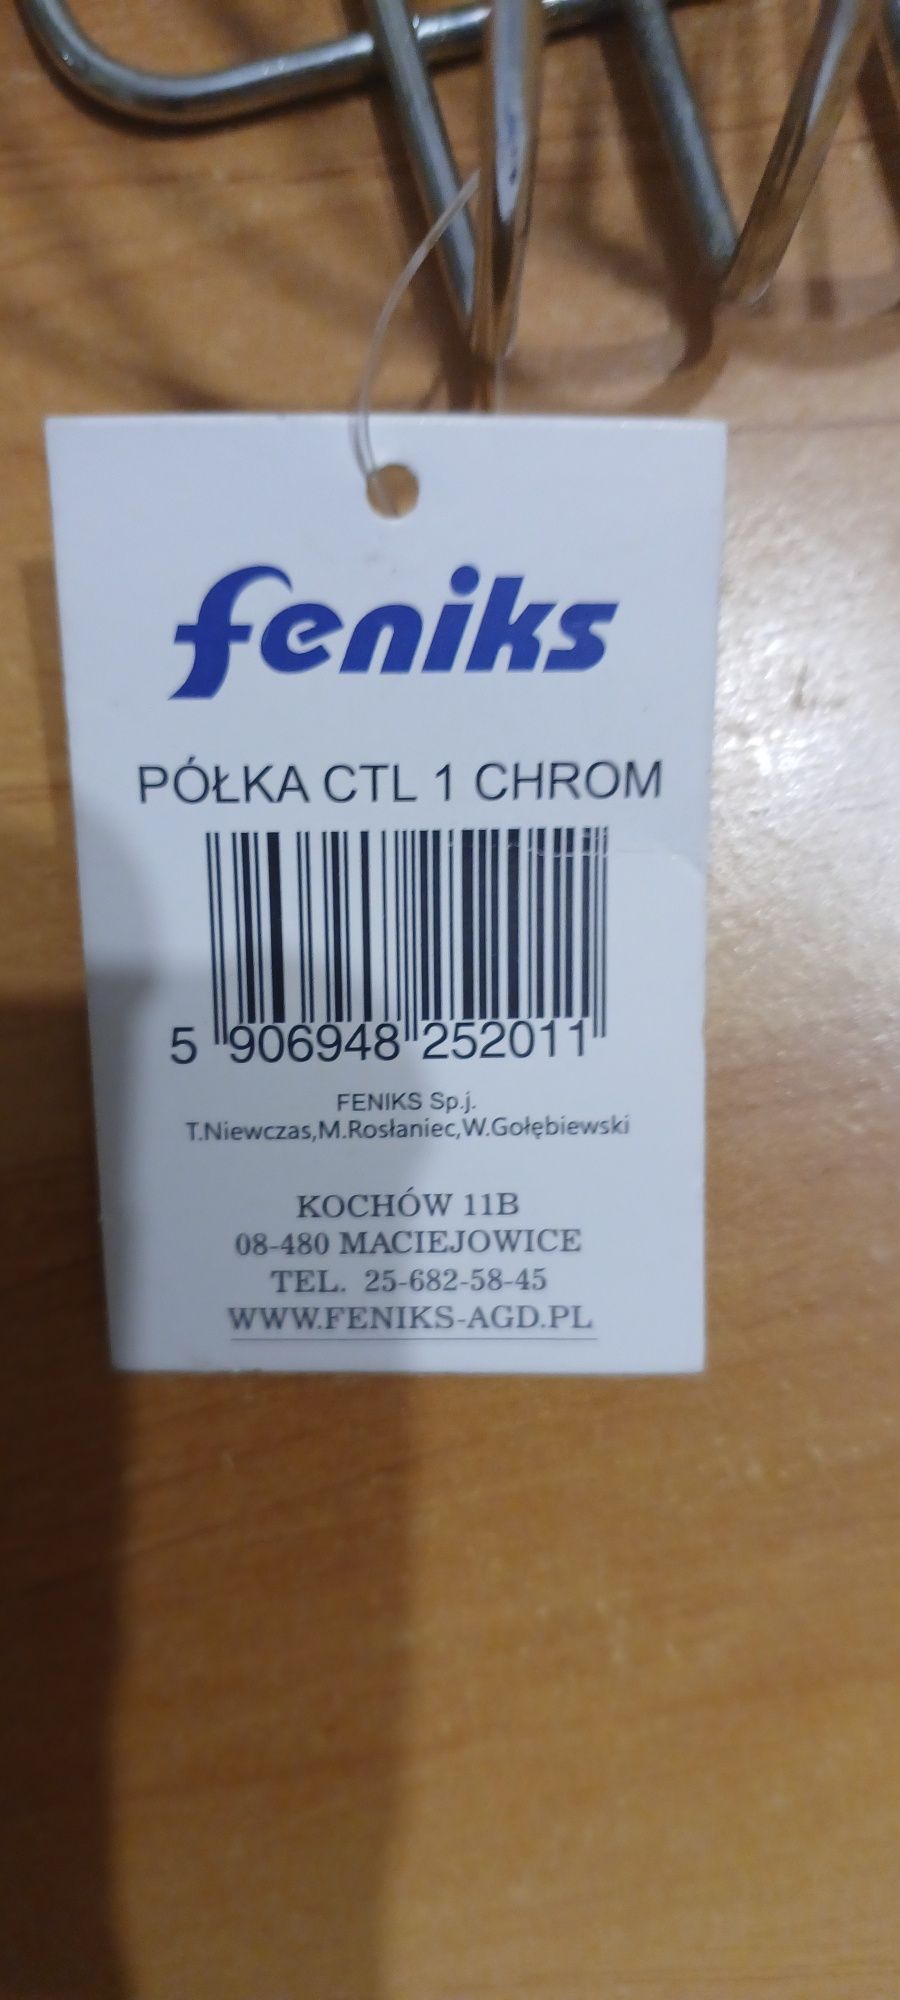 feniks
PÓŁKA CTL 1 CHROM
5 906948 252011
FENIKS Sp.j.
T.Niewczas,M.Rosłaniec,W.Gołębiewski
KOCHÓW 11B
08-480 MACIEJOWICE
TEL. 25-682-58-45
WWW.FENIKS-AGD.PL